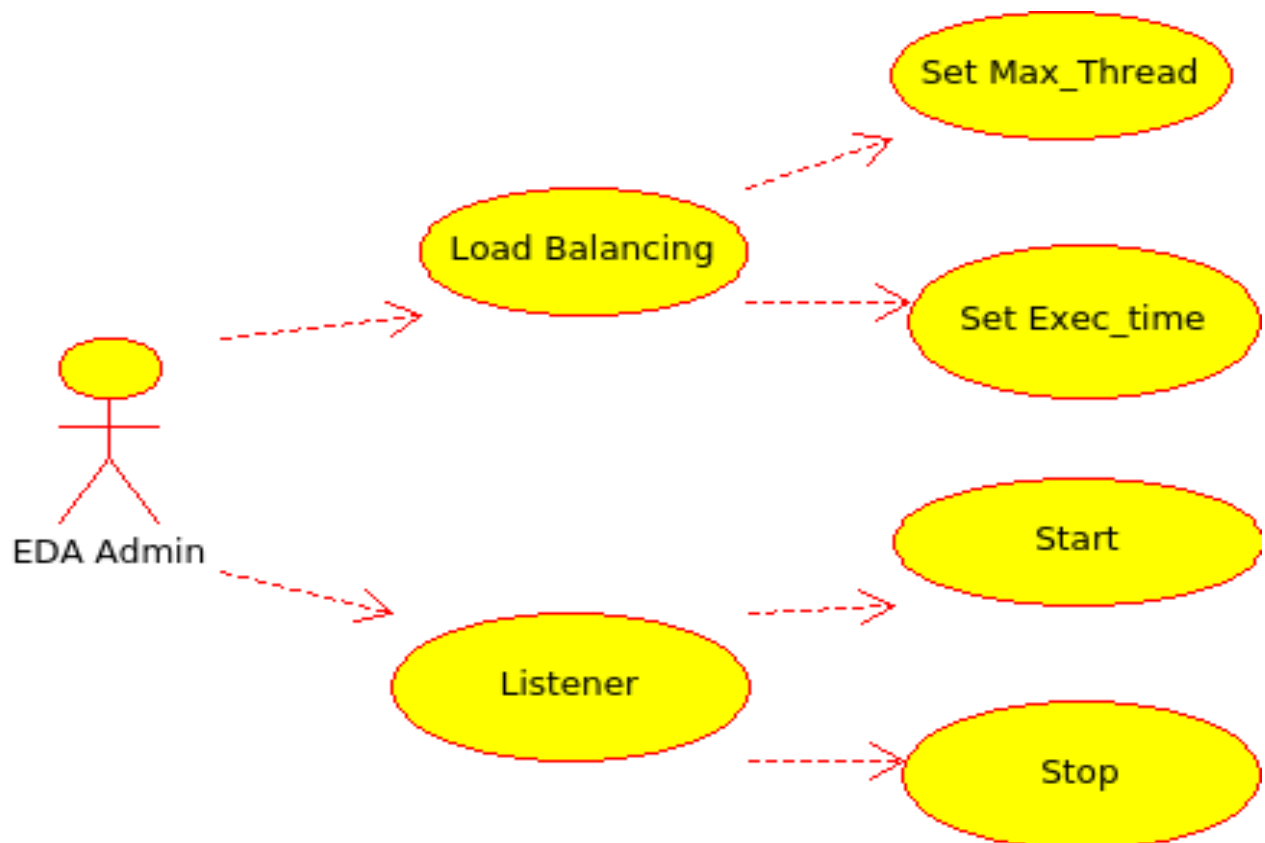 Set Max_Thread
Load Balancing
Set Exec_time
EDA Admin
Start
Listener
Stop